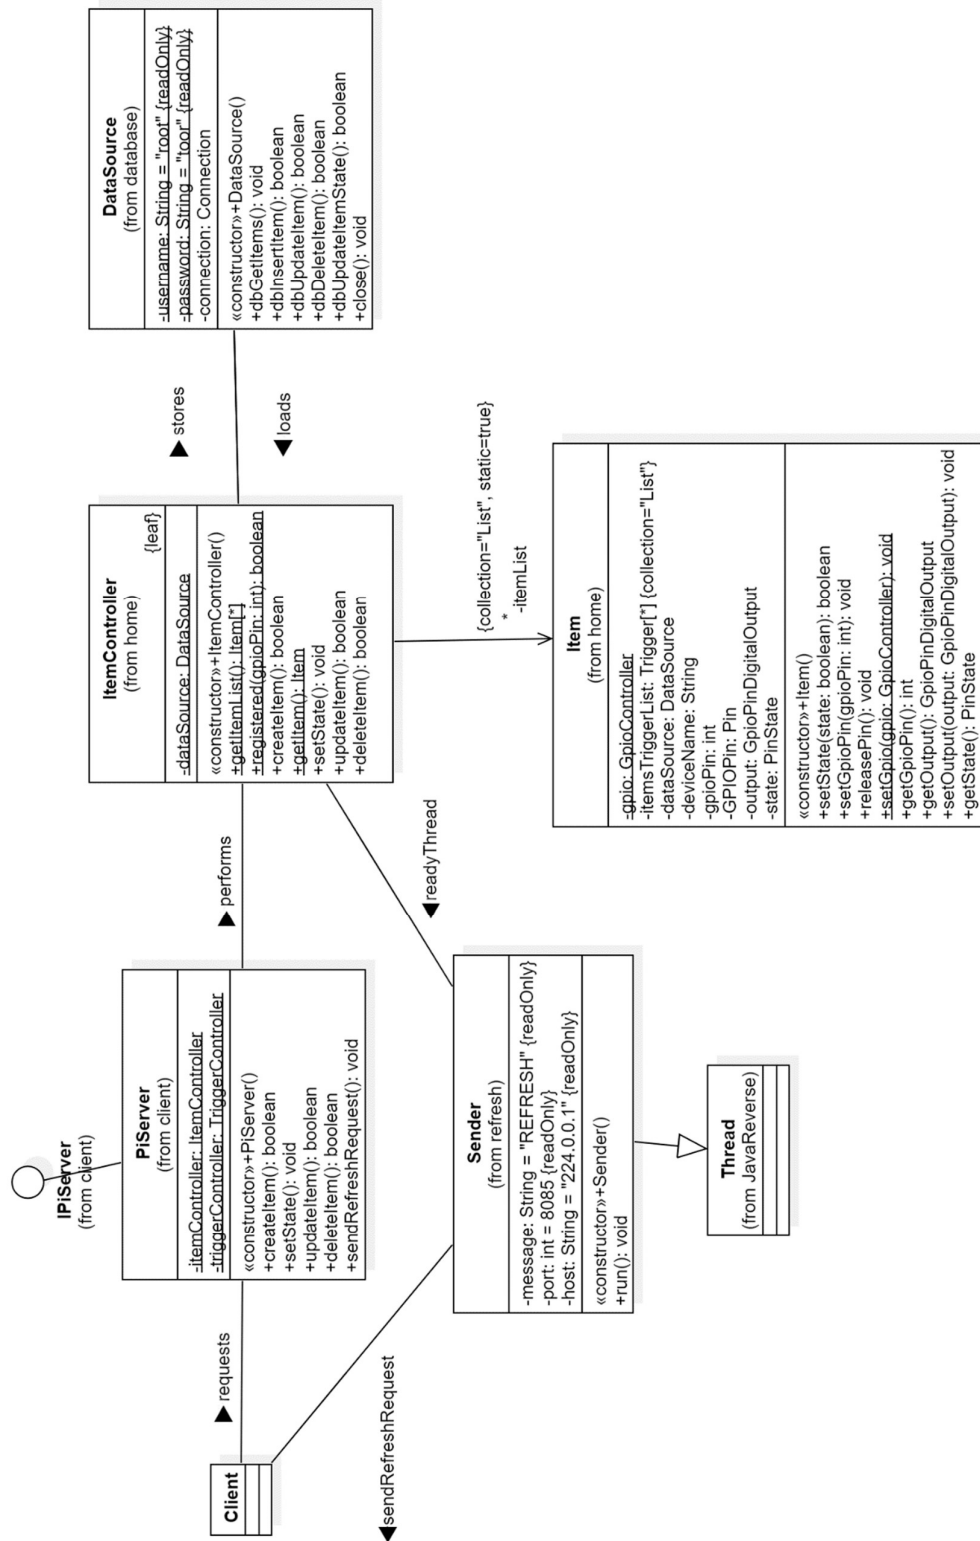 IPiServer
(from client)
Client
requests
PiServer
(from client)
-itemController: ItemController
-triggerController: TriggerController
«constructor»+PiServer()
+createItem(): boolean
+setState(): void
+updateItem(): boolean
+deleteItem(): boolean
+sendRefreshRequest(): void
performs
ItemController
(from home)
{leaf}
-dataSource: DataSource
«constructor»+ItemController()
+getItemList(): Item[*]
+registered(gpioPin: int): boolean
+createItem(): boolean
+getItem(): Item
+setState(): void
+updateItem(): boolean
+deleteItem(): boolean
stores
loads
DataSource
(from database)
-username: String = "root" {readOnly}
-password: String = "toor" {readOnly}
-connection: Connection
«constructor»+DataSource()
+dbGetItems(): void
+dbInsertItem(): boolean
+dbUpdateItem(): boolean
+dbDeleteItem(): boolean
+dbUpdateItemState(): boolean
+close(): void
sendRefreshRequest
readyThread
{collection="List", static=true}
*
-itemList
Sender
(from refresh)
-message: String = "REFRESH" {readOnly}
-port: int = 8085 {readOnly}
-host: String = "224.0.0.1" {readOnly}
«constructor»+Sender()
+run(): void
Item
(from home)
-gpio: GpioController
-itemsTriggerList: Trigger[*] {collection="List"}
-dataSource: DataSource
-deviceName: String
-gpioPin: int
-GPIOPin: Pin
-output: GpioPinDigitalOutput
-state: PinState
«constructor»+Item()
+setState(state: boolean): boolean
+setGpioPin(gpioPin: int): void
+releasePin(): void
+setGpio(gpio: GpioController): void
+getGpioPin(): int
+getOutput(): GpioPinDigitalOutput
+setOutput(output: GpioPinDigitalOutput): void
+getState(): PinState
Thread
(from JavaReverse)